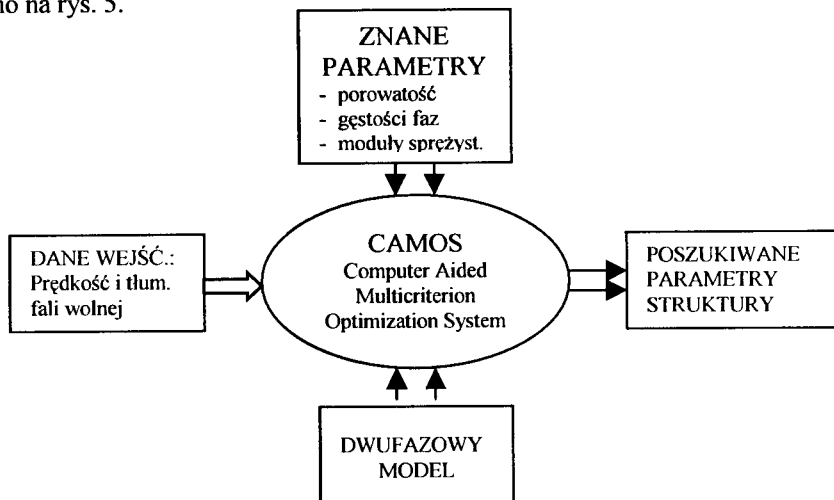 no na rys. 5.
ZNANE
PARAMETRY
- porowatość
- gęstości faz
- moduły sprężyst.
DANE WEJŚĆ.:
Prędkość i tłum.
fali wolnej
CAMOS
Computer Aided
Multicriterion
Optimization System
POSZUKIWANE
PARAMETRY
STRUKTURY
DWUFAZOWY
MODEL